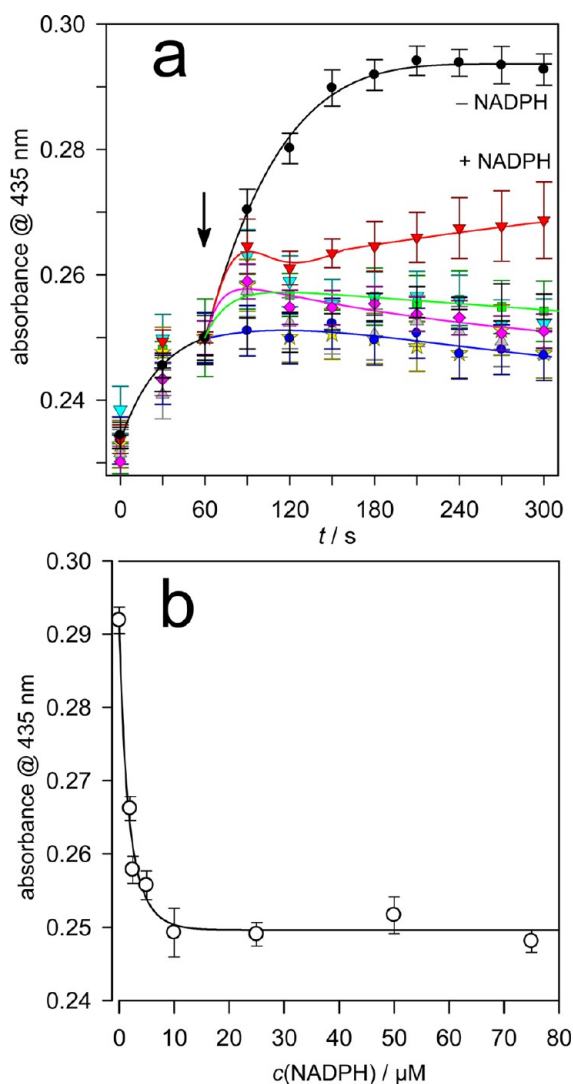 a
0.30
0.28
0.26
0.24
absorbance @ 435 nm
– NADPH
+ NADPH
0 60 120 180 240 300
t / s
b
0.30
0.29
0.28
0.27
0.26
0.25
0.24
absorbance @ 435 nm
0 10 20 30 40 50 60 70 80
c(NADPH) / µM